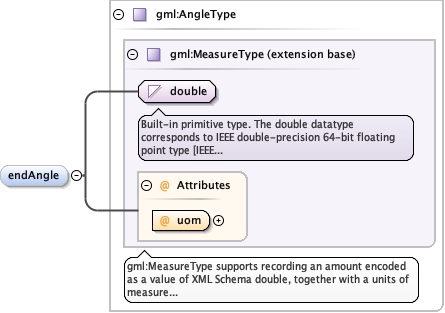 gml:AngleType
gml:MeasureType (extension base)
double
Built-in primitive type. The double datatype
corresponds to IEEE double-precision 64-bit floating
point type [IEEE...
endAngle
@ Attributes
uom
gml:MeasureType supports recording an amount encoded
as a value of XML Schema double, together with a units of
measure...